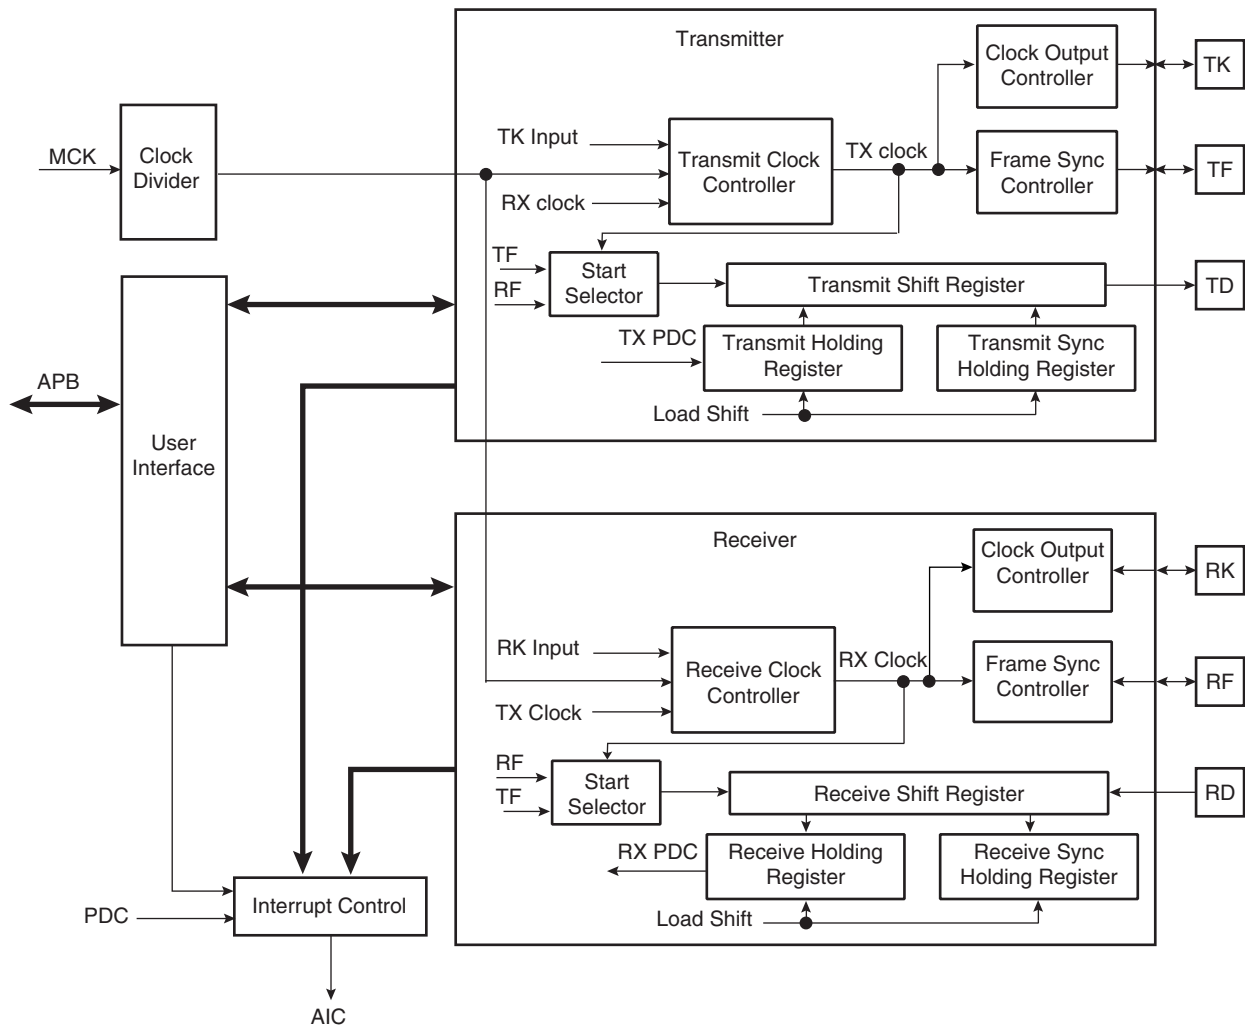 Transmitter
Clock Output
Controller
TK
MCK
Clock
Divider
TK Input
RX clock
Transmit Clock
Controller
TX clock
Frame Sync
Controller
TF
TF
RF
Start
Selector
Transmit Shift Register
TD
TX PDC
Transmit Holding
Register
Transmit Sync
Holding Register
Load Shift
APB
User
Interface
Receiver
Clock Output
Controller
RK
RK Input
TX Clock
Receive Clock
Controller
RX Clock
Frame Sync
Controller
RF
RF
TF
Start
Selector
Receive Shift Register
RD
RX PDC
Receive Holding
Register
Receive Sync
Holding Register
Load Shift
PDC
Interrupt Control
AIC